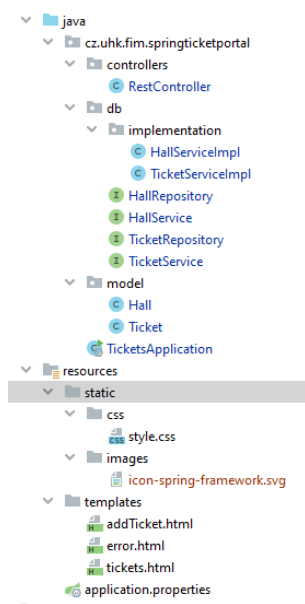 java
cz.uhk.fim.springticketportal
controllers
RestController
db
implementation
HallServiceImpl
TicketServiceImpl
HallRepository
HallService
TicketRepository
TicketService
model
Hall
Ticket
TicketsApplication
resources
static
css
style.css
images
icon-spring-framework.svg
templates
addTicket.html
error.html
tickets.html
application.properties